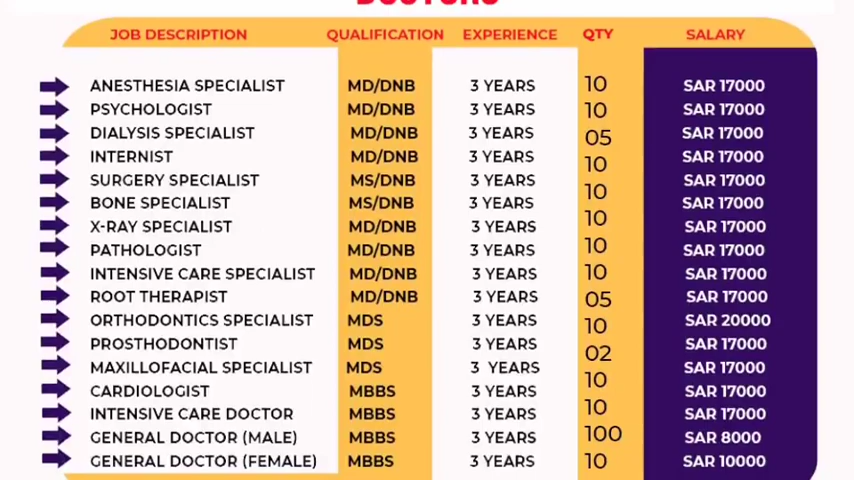 JOB DESCRIPTION QUALIFICATION EXPERIENCE QTY SALARY
ANESTHESIA SPECIALIST MD/DNB 3 YEARS 10 SAR 17000
PSYCHOLOGIST MD/DNB 3 YEARS 10 SAR 17000
DIALYSIS SPECIALIST MD/DNB 3 YEARS 05 SAR 17000
INTERNIST MD/DNB 3 YEARS 10 SAR 17000
SURGERY SPECIALIST MS/DNB 3 YEARS 10 SAR 17000
BONE SPECIALIST MS/DNB 3 YEARS SAR 17000
X-RAY SPECIALIST MD/DNB 3 YEARS 10 SAR 17000
PATHOLOGIST MD/DNB 3 YEARS 10 SAR 17000
INTENSIVE CARE SPECIALIST MD/DNB 3 YEARS 10 SAR 17000
ROOT THERAPIST MD/DNB 3 YEARS 05 SAR 17000
ORTHODONTICS SPECIALIST MDS 3 YEARS 10 SAR 20000
PROSTHODONTIST MDS 3 YEARS 02 SAR 17000
MAXILLOFACIAL SPECIALIST MDS 3 YEARS SAR 17000
CARDIOLOGIST MBBS 3 YEARS 10 SAR 17000
INTENSIVE CARE DOCTOR MBBS 3 YEARS 10 SAR 17000
GENERAL DOCTOR (MALE) MBBS 3 YEARS 100 SAR 8000
GENERAL DOCTOR (FEMALE) MBBS 3 YEARS 10 SAR 10000